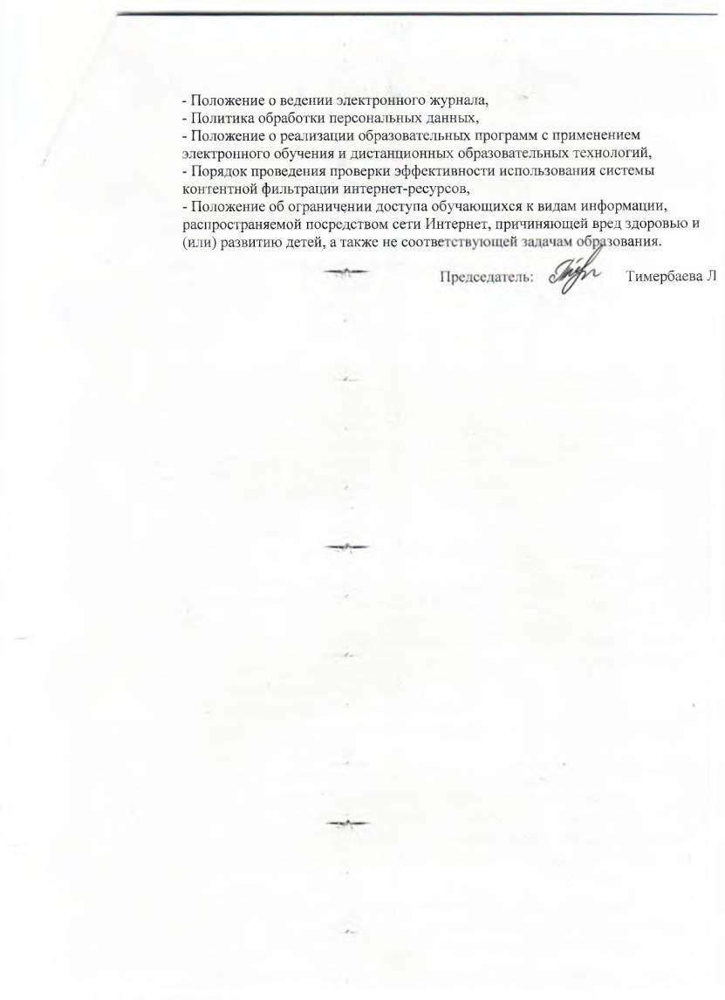 - Положение о ведении электронного журнала,
- Политика обработки персональных данных,
- Положение о реализации образовательных программ с применением
электронного обучения и дистанционных образовательных технологий,
- Порядок проведения проверки эффективности использования системы
контентной фильтрации интернет-ресурсов,
- Положение об ограничении доступа обучающихся к видам информации,
распространяемой посредством сети Интернет, причиняющей вред здоровью и
(или) развитию детей, а также не соответствующей задачам образования.
Председатель: Тимербаева Л